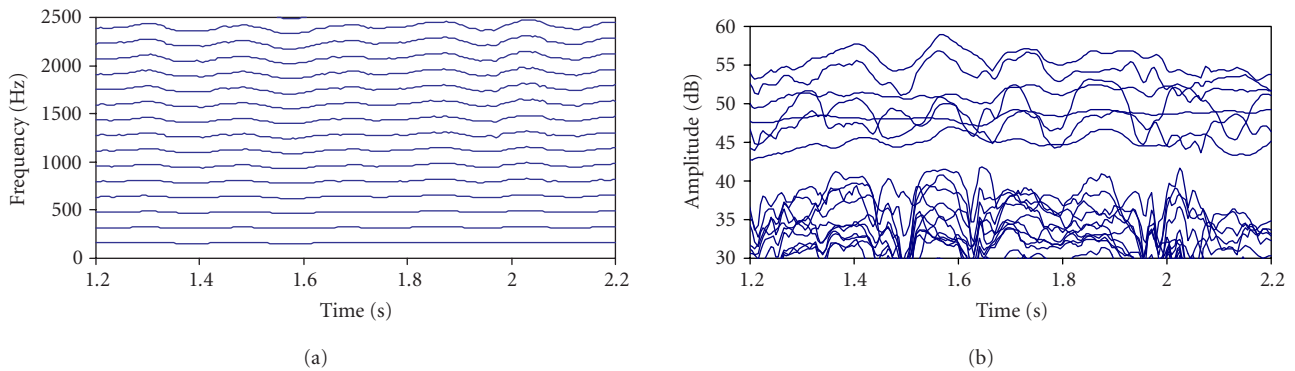 2500
2000
1500
1000
500
0
Frequency (Hz)
1.2 1.4 1.6 1.8 2 2.2
Time (s)
(a)
60
55
50
45
40
35
30
Amplitude (dB)
1.2 1.4 1.6 1.8 2 2.2
Time (s)
(b)